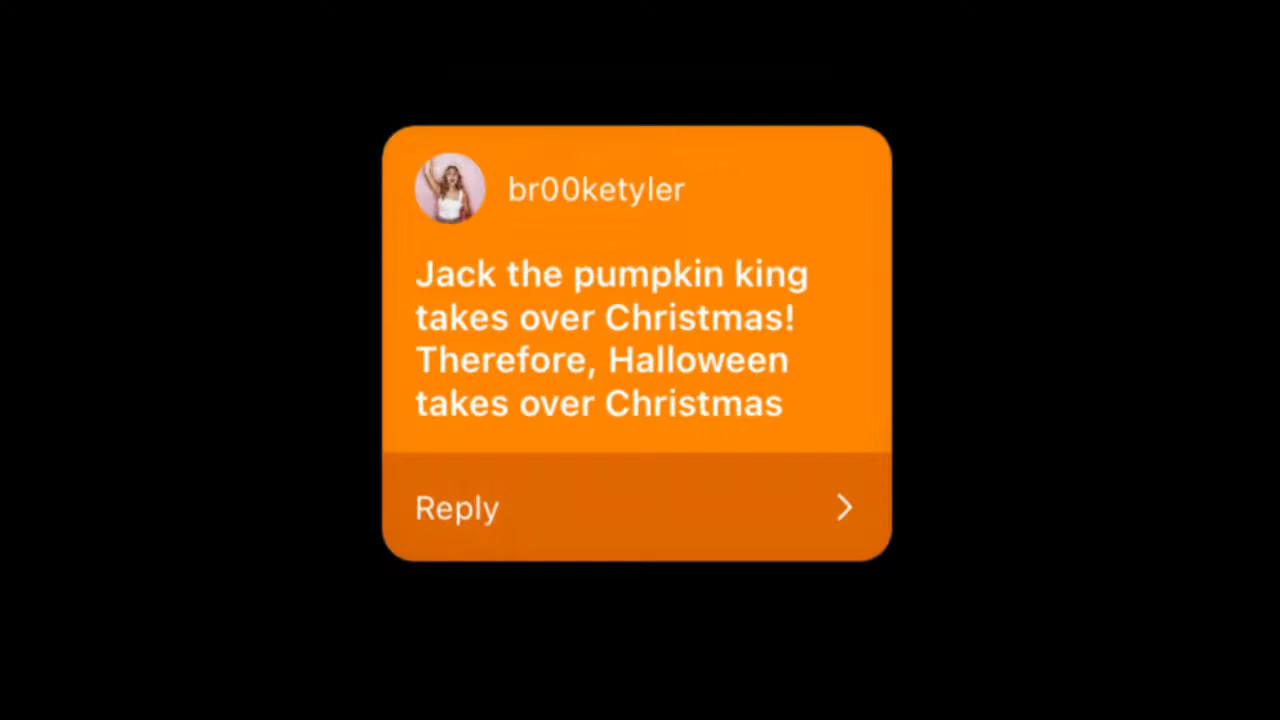 br00ketyler
Jack the pumpkin king
takes over Christmas!
Therefore, Halloween
takes over Christmas
Reply